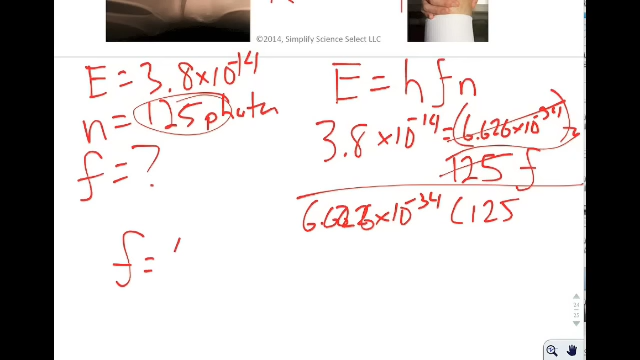 ©2014, Simplify Science Select LLC
E = 3.8×10^-14
n = 125 photon
f = ?
f =
E = hfn
3.8×10^-14 = (6.626×10^-34)
125 f
6.626×10^-34 (125